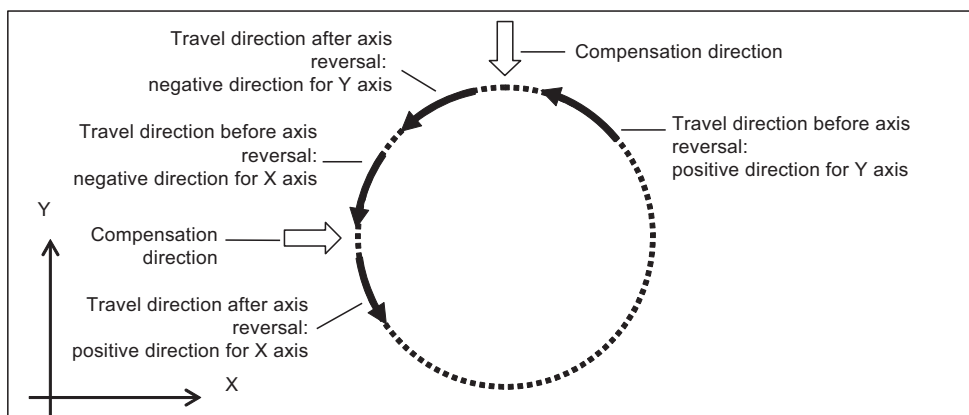 Travel direction after axis
reversal:
negative direction for Y axis
Compensation direction
Travel direction before axis
reversal:
negative direction for X axis
Travel direction before axis
reversal:
positive direction for Y axis
Y
Compensation
direction
Travel direction after axis
reversal:
positive direction for X axis
X